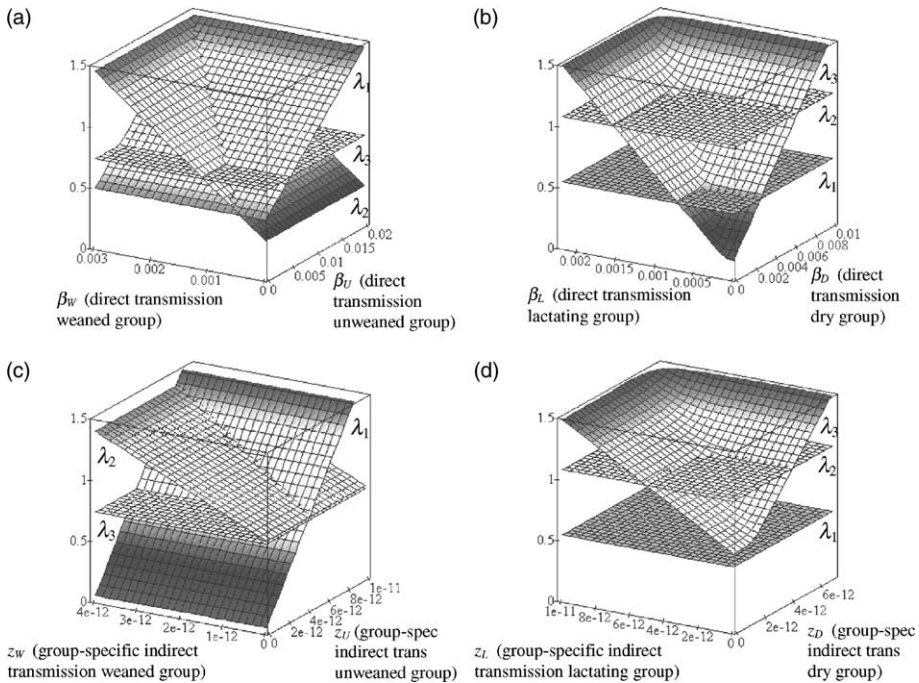 (a)
1.5
1
0.5
0
0.003
0.002
0.001
0 0
0.005
0.01
0.015
0.02
λ1
λ3
λ2
βW (direct transmission
weaned group)
βU (direct
transmission
unweaned group)
(b)
1.5
1
0.5
0
0.002
0.0015
0.001
0.0005
0 0
0.002
0.004
0.006
0.008
0.01
λ3
λ2
λ1
βL (direct transmission
lactating group)
βD (direct
transmission
dry group)
(c)
1.5
1
0.5
0
4e-12
3e-12
2e-12
1e-12
0 0
2e-12
4e-12
6e-12
8e-12
1e-11
λ1
λ2
λ3
zW (group-specific indirect
transmission weaned group)
zU (group-spec
indirect trans
unweaned group)
(d)
1.5
1
0.5
0
1e-11
8e-12
6e-12
4e-12
2e-12
0 0
2e-12
4e-12
6e-12
λ3
λ2
λ1
zL (group-specific indirect
transmission lactating group)
zD (group-spec
indirect trans
dry group)